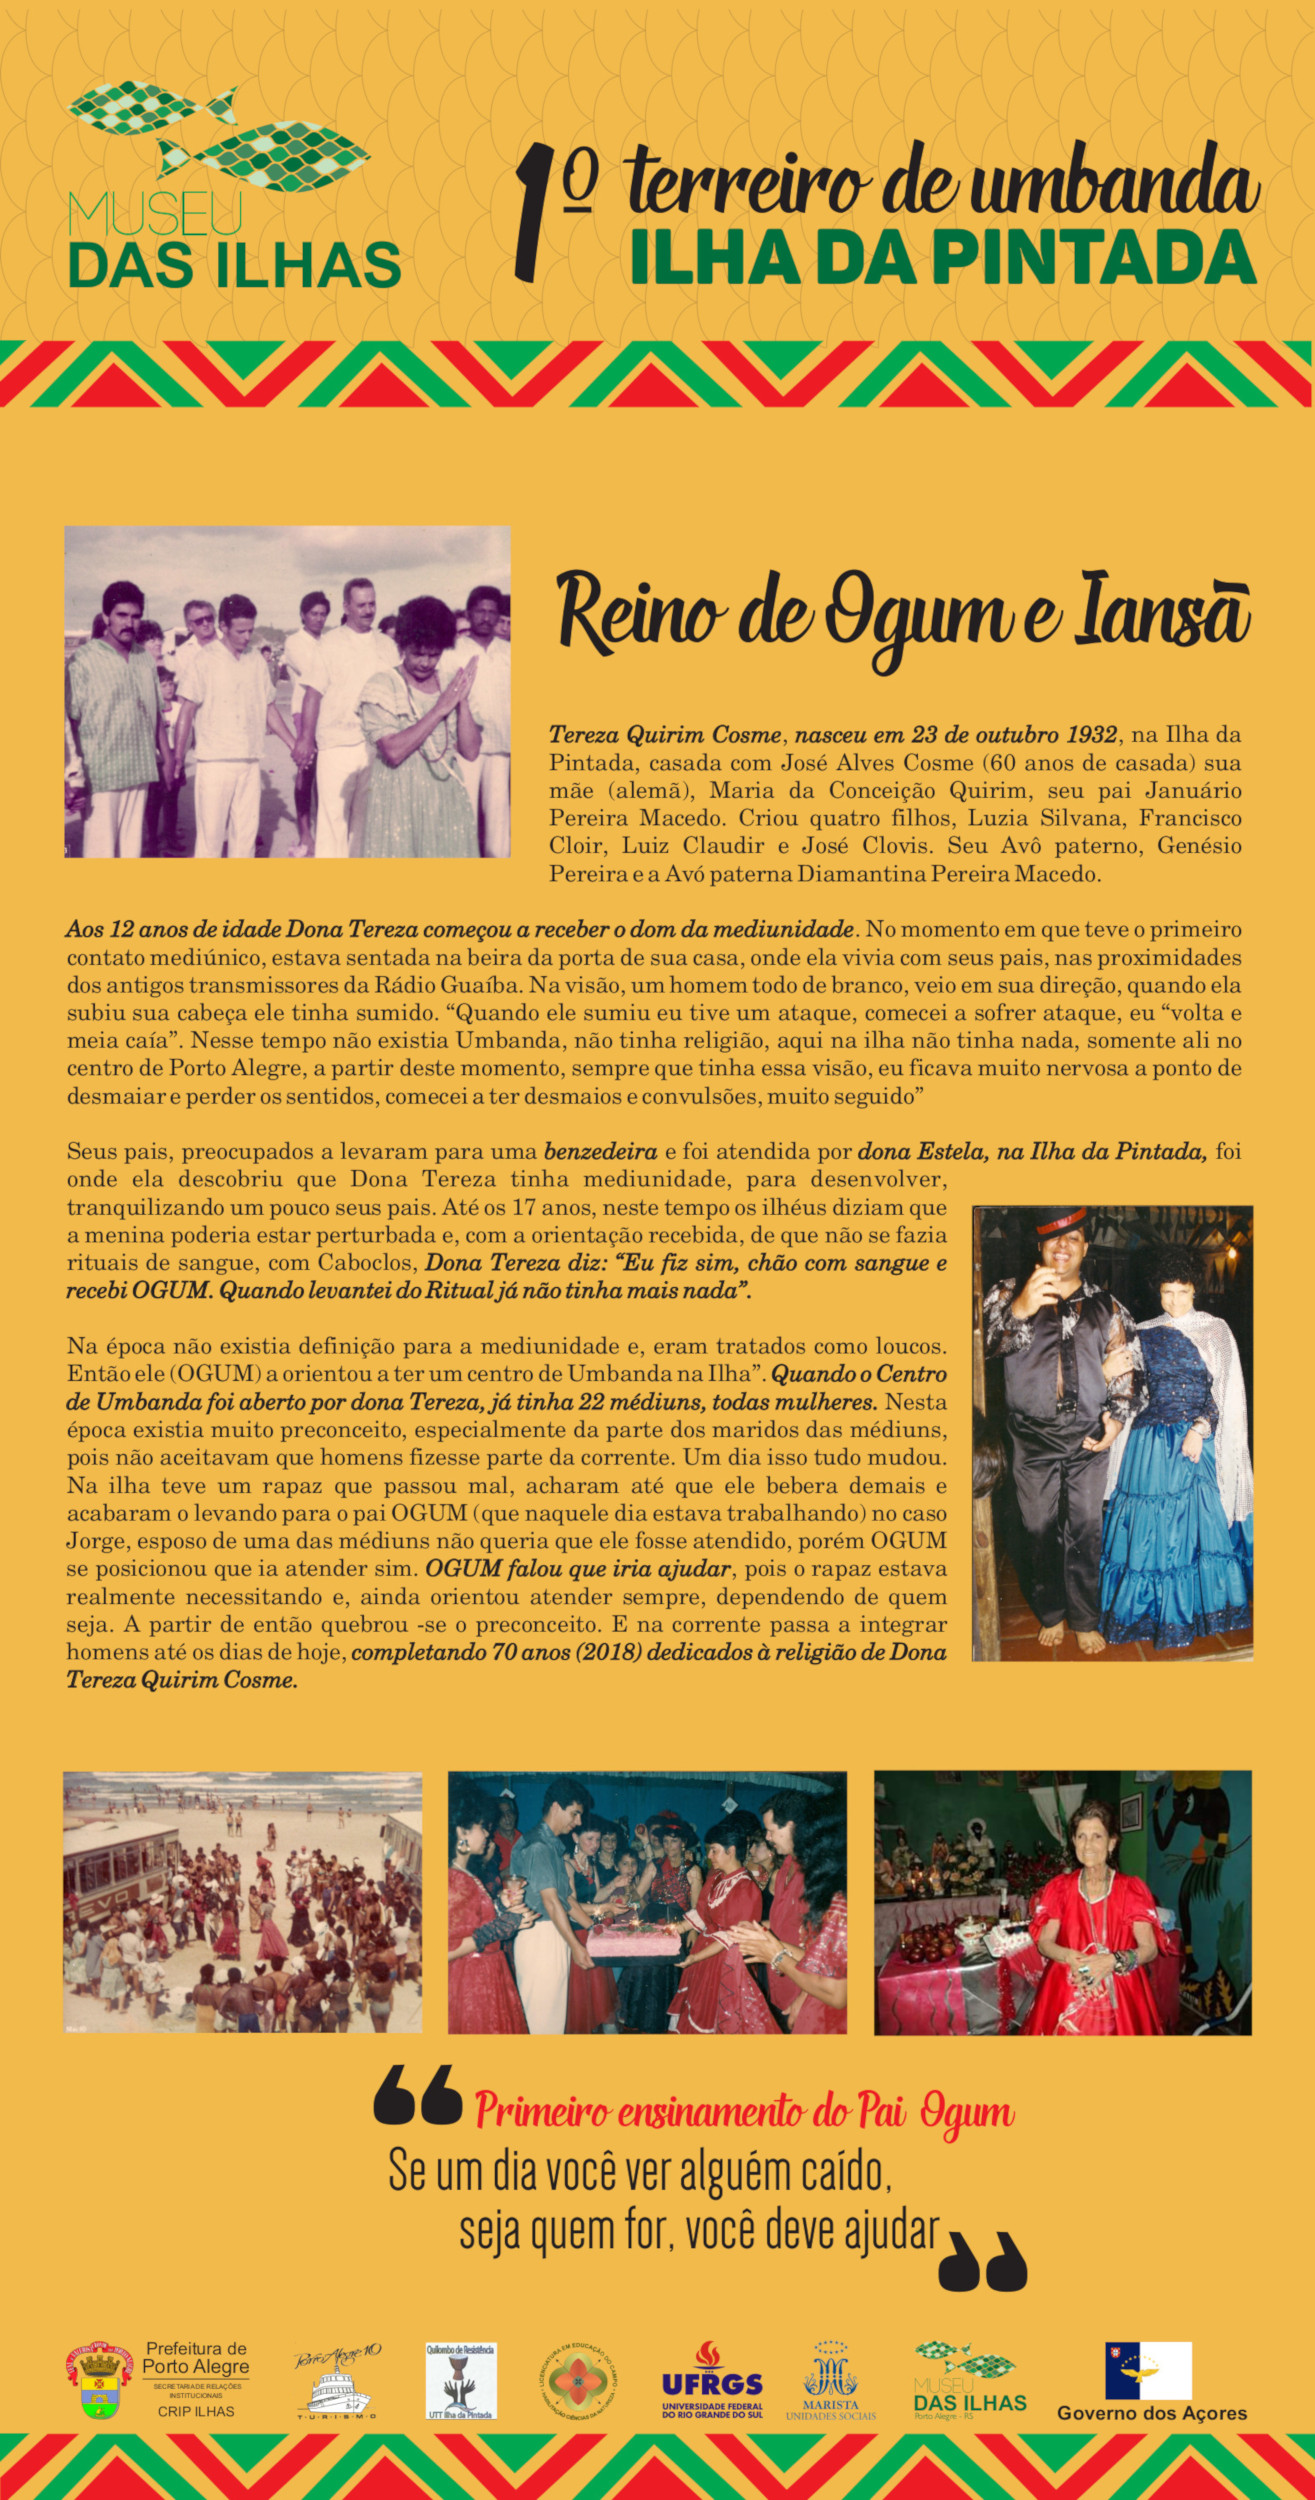 MUSEU
DAS ILHAS
1º terreiro de umbanda
ILHA DA PINTADA
Reino de Ogum e Iansã
Tereza Quirim Cosme, nasceu em 23 de outubro 1932, na Ilha da
Pintada, casada com José Alves Cosme (60 anos de casada) sua
mãe (alemã), Maria da Conceição Quirim, seu pai Januário
Pereira Macedo. Criou quatro filhos, Luzia Silvana, Francisco
Cloir, Luiz Claudir e José Clovis. Seu Avô paterno, Genésio
Pereira e a Avó paterna Diamantina Pereira Macedo.
Aos 12 anos de idade Dona Tereza começou a receber o dom da mediunidade. No momento em que teve o primeiro
contato mediúnico, estava sentada na beira da porta de sua casa, onde ela vivia com seus pais, nas proximidades
dos antigos transmissores da Rádio Guaíba. Na visão, um homem todo de branco, veio em sua direção, quando ela
subiu sua cabeça ele tinha sumido. “Quando ele sumiu eu tive um ataque, comecei a sofrer ataque, eu “volta e
meia caía”. Nesse tempo não existia Umbanda, não tinha religião, aqui na ilha não tinha nada, somente ali no
centro de Porto Alegre, a partir deste momento, sempre que tinha essa visão, eu ficava muito nervosa a ponto de
desmaiar e perder os sentidos, comecei a ter desmaios e convulsões, muito seguido”
Seus pais, preocupados a levaram para uma benzedeira e foi atendida por dona Estela, na Ilha da Pintada, foi
onde ela descobriu que Dona Tereza tinha mediunidade, para desenvolver,
tranquilizando um pouco seus pais. Até os 17 anos, neste tempo os ilhéus diziam que
a menina poderia estar perturbada e, com a orientação recebida, de que não se fazia
rituais de sangue, com Caboclos, Dona Tereza diz: “Eu fiz sim, chão com sangue e
recebi OGUM. Quando levantei do Ritual já não tinha mais nada”.
Na época não existia definição para a mediunidade e, eram tratados como loucos.
Então ele (OGUM) a orientou a ter um centro de Umbanda na Ilha”. Quando o Centro
de Umbanda foi aberto por dona Tereza, já tinha 22 médiuns, todas mulheres. Nesta
época existia muito preconceito, especialmente da parte dos maridos das médiuns,
pois não aceitavam que homens fizesse parte da corrente. Um dia isso tudo mudou.
Na ilha teve um rapaz que passou mal, acharam até que ele bebera demais e
acabaram o levando para o pai OGUM (que naquele dia estava trabalhando) no caso
Jorge, esposo de uma das médiuns não queria que ele fosse atendido, porém OGUM
se posicionou que ia atender sim. OGUM falou que iria ajudar, pois o rapaz estava
realmente necessitando e, ainda orientou atender sempre, dependendo de quem
seja. A partir de então quebrou -se o preconceito. E na corrente passa a integrar
homens até os dias de hoje, completando 70 anos (2018) dedicados à religião de Dona
Tereza Quirim Cosme.
“ Primeiro ensinamento do Pai Ogum
Se um dia você ver alguém caído,
seja quem for, você deve ajudar ”
Prefeitura de
Porto Alegre
SECRETARIA DE RELAÇÕES
INSTITUCIONAIS
CRIP ILHAS
Porto Alegre 10
TURISMO
Quilombo de Resistência
UTT Ilha da Pintada
LICENCIATURA EM EDUCAÇÃO DO CAMPO
UFRGS
UNIVERSIDADE FEDERAL
DO RIO GRANDE DO SUL
MARISTA
UNIDADES SOCIAIS
MUSEU
DAS ILHAS
Porto Alegre - RS
Governo dos Açores